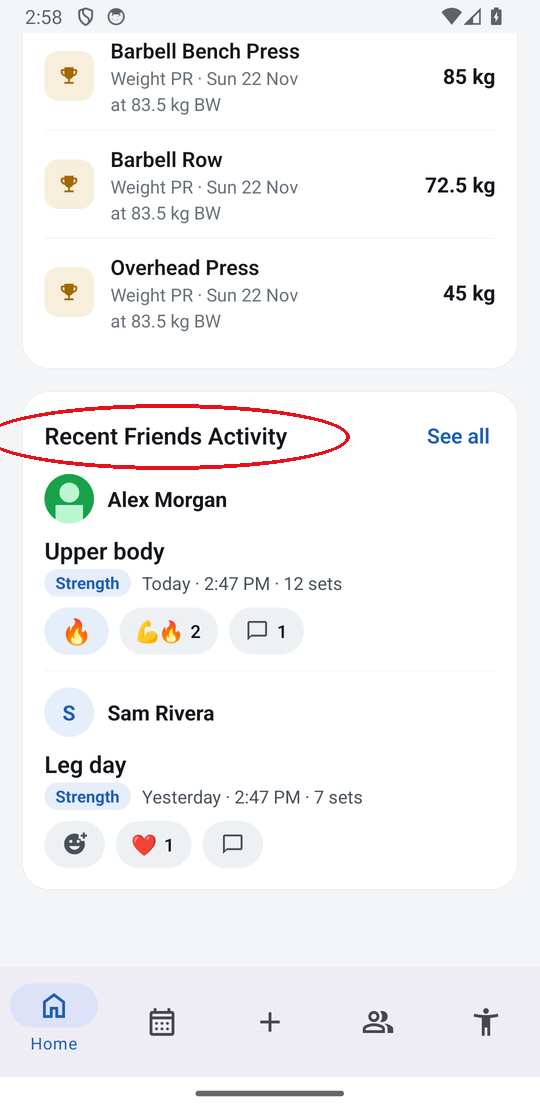 2:58
Barbell Bench Press
Weight PR · Sun 22 Nov
at 83.5 kg BW
85 kg
Barbell Row
Weight PR · Sun 22 Nov
at 83.5 kg BW
72.5 kg
Overhead Press
Weight PR · Sun 22 Nov
at 83.5 kg BW
45 kg
Recent Friends Activity
See all
Alex Morgan
Upper body
Strength Today · 2:47 PM · 12 sets
🔥 💪🔥 2 1
S Sam Rivera
Leg day
Strength Yesterday · 2:47 PM · 7 sets
❤️ 1
Home